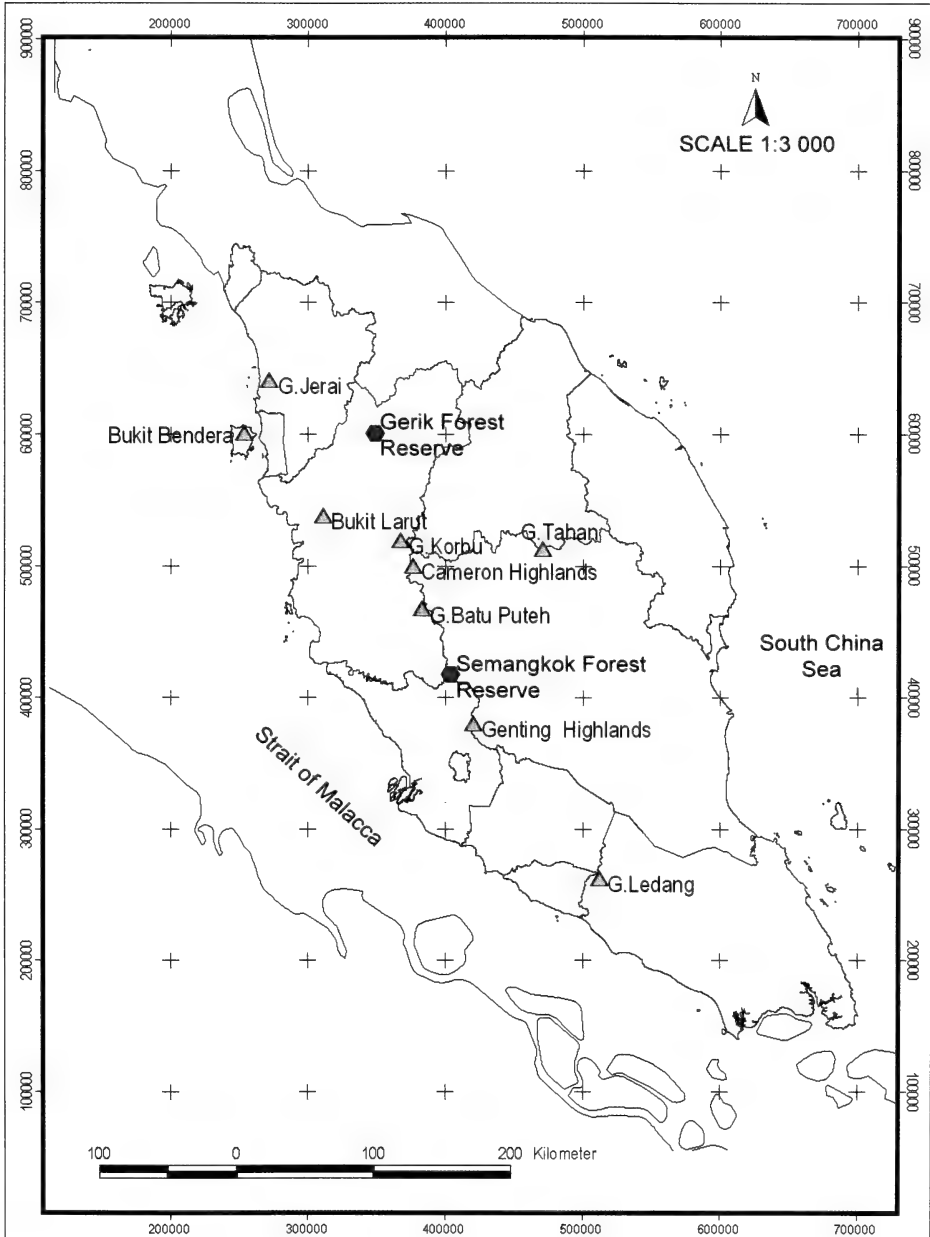 200000 300000 400000 500000 600000 700000
900000 900000
N
SCALE 1:3 000
800000 800000
700000 700000
G.Jerai
Gerik Forest
Reserve
Bukit Bendera
600000 600000
Bukit Larut
G.Tahan
G.Korbu
Cameron Highlands
500000 500000
G.Batu Puteh
South China
Sea
Semangkok Forest
Reserve
400000 400000
Genting Highlands
Strait of Malacca
300000 300000
G.Ledang
200000 200000
100000 100000
100 0 100 200 Kilometer
200000 300000 400000 500000 600000 700000